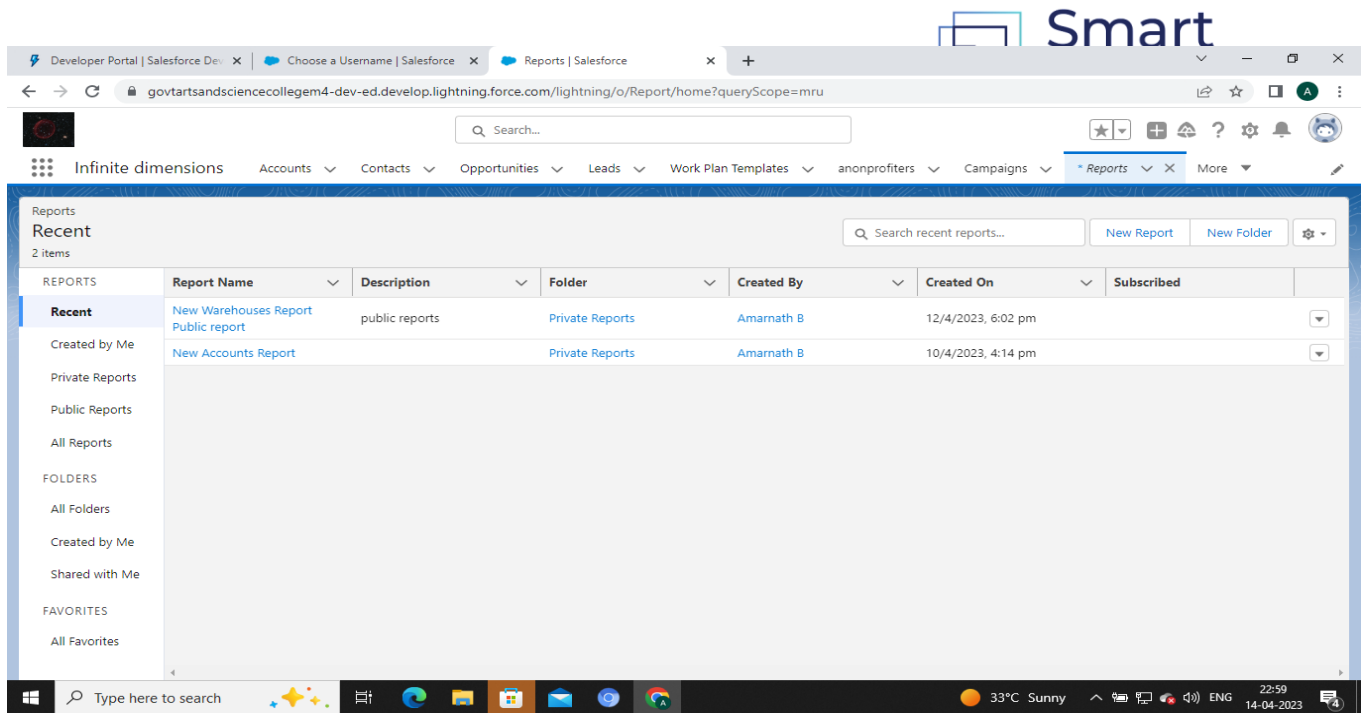 Smart
Developer Portal | Salesforce Dev
Choose a Username | Salesforce
Reports | Salesforce
govtartsandsciencecollegem4-dev-ed.develop.lightning.force.com/lightning/o/Report/home?queryScope=mru
A
Search...
Infinite dimensions Accounts Contacts Opportunities Leads Work Plan Templates anonprofiters Campaigns * Reports More
Reports
Recent
2 items
Search recent reports...
New Report
New Folder
REPORTS
Recent
Created by Me
Private Reports
Public Reports
All Reports
FOLDERS
All Folders
Created by Me
Shared with Me
FAVORITES
All Favorites
Report Name Description Folder Created By Created On Subscribed
New Warehouses Report
Public report
public reports Private Reports Amarnath B 12/4/2023, 6:02 pm
New Accounts Report Private Reports Amarnath B 10/4/2023, 4:14 pm
Type here to search
33°C Sunny
ENG
22:59
14-04-2023
4